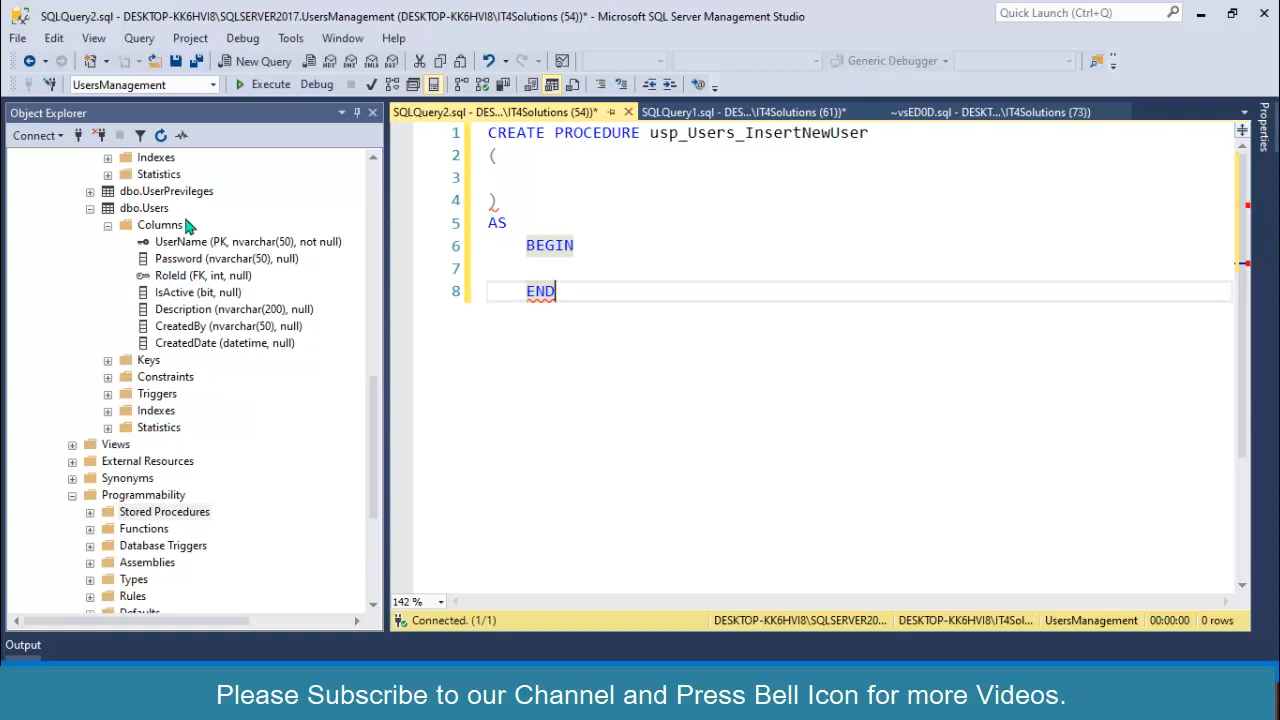 SQLQuery2.sql - DESKTOP-KK6HVI8\SQLSERVER2017.UsersManagement (DESKTOP-KK6HVI8\IT4Solutions (54))* - Microsoft SQL Server Management Studio
Quick Launch (Ctrl+Q)
File Edit View Query Project Debug Tools Window Help
New Query
Generic Debugger
UsersManagement
Execute Debug
Object Explorer
SQLQuery2.sql - DES...\IT4Solutions (54))* SQLQuery1.sql - DE...\IT4Solutions (61))* ~vsED0D.sql - DESKT...\IT4Solutions (73))
Connect
Properties
Indexes
Statistics
dbo.UserPrevileges
dbo.Users
Columns
UserName (PK, nvarchar(50), not null)
Password (nvarchar(50), null)
RoleId (FK, int, null)
IsActive (bit, null)
Description (nvarchar(200), null)
CreatedBy (nvarchar(50), null)
CreatedDate (datetime, null)
Keys
Constraints
Triggers
Indexes
Statistics
Views
External Resources
Synonyms
Programmability
Stored Procedures
Functions
Database Triggers
Assemblies
Types
Rules
Defaults
1 CREATE PROCEDURE usp_Users_InsertNewUser
2 (
3
4 )
5 AS
6 BEGIN
7
8 END
142 %
Connected. (1/1) DESKTOP-KK6HVI8\SQLSERVER20... DESKTOP-KK6HVI8\IT4Sol... UsersManagement 00:00:00 0 rows
Output
Please Subscribe to our Channel and Press Bell Icon for more Videos.